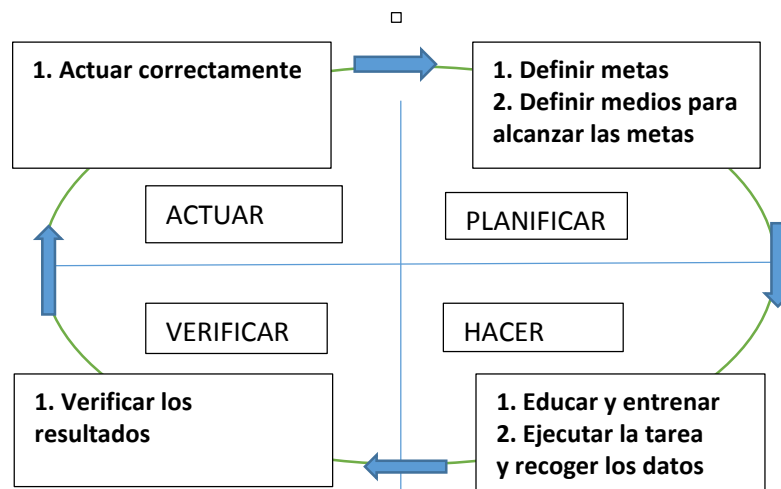 1. Actuar correctamente
1. Definir metas
2. Definir medios para
alcanzar las metas
ACTUAR
PLANIFICAR
VERIFICAR
HACER
1. Verificar los
resultados
1. Educar y entrenar
2. Ejecutar la tarea
y recoger los datos